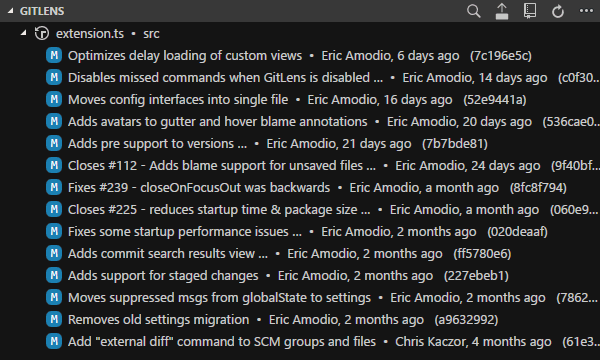 GITLENS
extension.ts • src
M Optimizes delay loading of custom views • Eric Amodio, 6 days ago (7c196e5c)
M Disables missed commands when GitLens is disabled ... • Eric Amodio, 14 days ago (c0f30...
M Moves config interfaces into single file • Eric Amodio, 16 days ago (52e9441a)
M Adds avatars to gutter and hover blame annotations • Eric Amodio, 20 days ago (536cae0...
M Adds pre support to versions ... • Eric Amodio, 21 days ago (7b7bde81)
M Closes #112 - Adds blame support for unsaved files ... • Eric Amodio, 24 days ago (9f40bf...
M Fixes #239 - closeOnFocusOut was backwards • Eric Amodio, a month ago (8fc8f794)
M Closes #225 - reduces startup time & package size ... • Eric Amodio, a month ago (060e9...
M Fixes some startup performance issues ... • Eric Amodio, 2 months ago (020deaaf)
M Adds commit search results view ... • Eric Amodio, 2 months ago (ff5780e6)
M Adds support for staged changes • Eric Amodio, 2 months ago (227ebeb1)
M Moves suppressed msgs from globalState to settings • Eric Amodio, 2 months ago (7862...
M Removes old settings migration • Eric Amodio, 2 months ago (a9632992)
M Add "external diff" command to SCM groups and files • Chris Kaczor, 4 months ago (61e3...